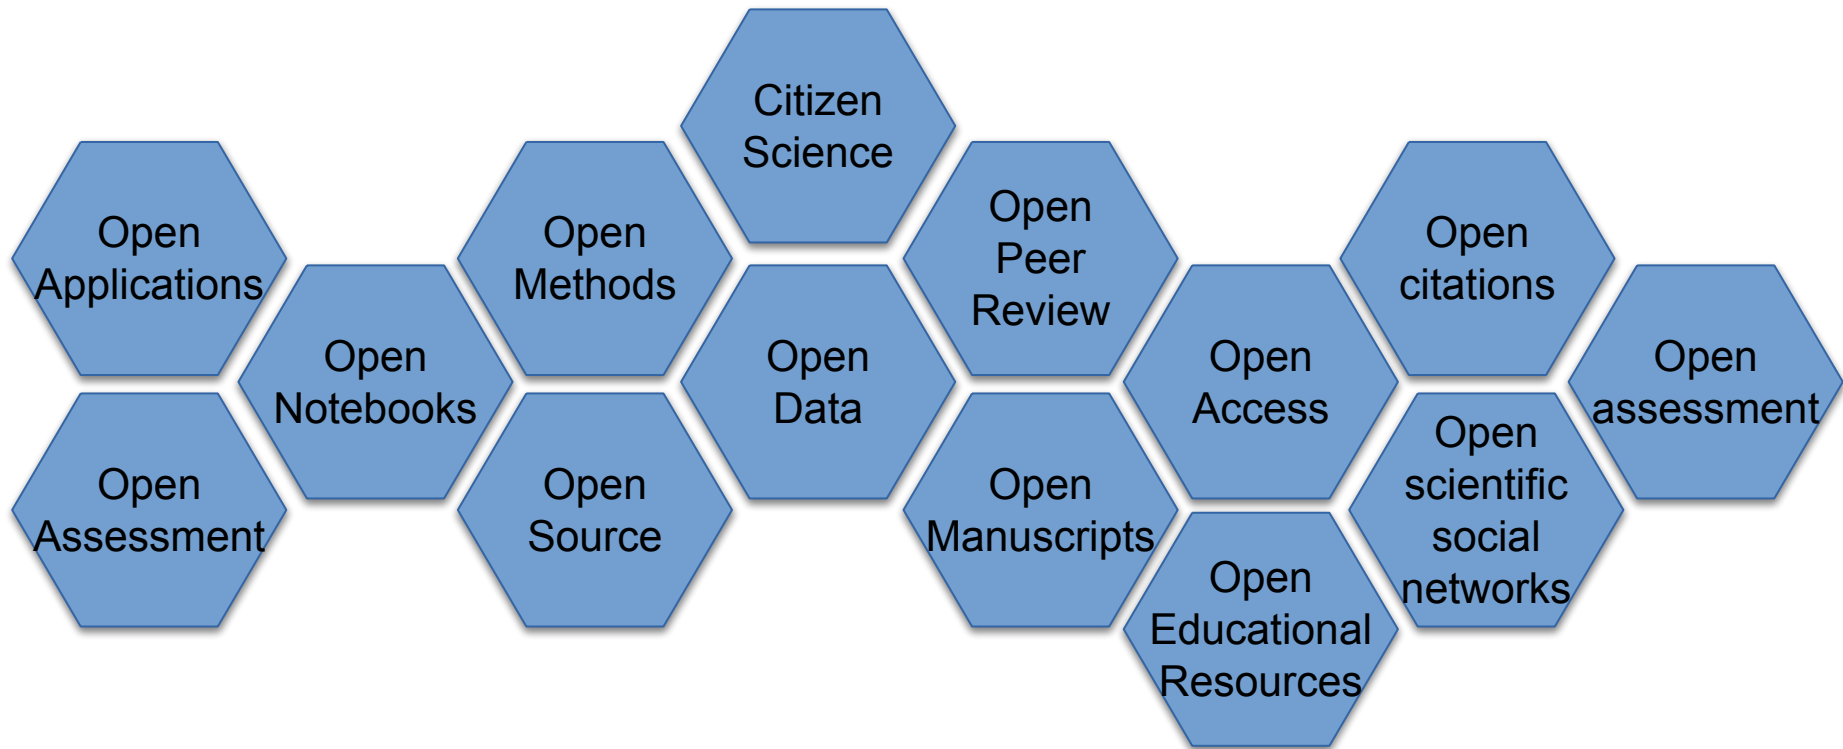 Citizen
Science
Open
Applications
Open
Methods
Open
Peer
Review
Open
citations
Open
Notebooks
Open
Data
Open
Access
Open
assessment
Open
Assessment
Open
Source
Open
Manuscripts
Open
scientific
social
networks
Open
Educational
Resources